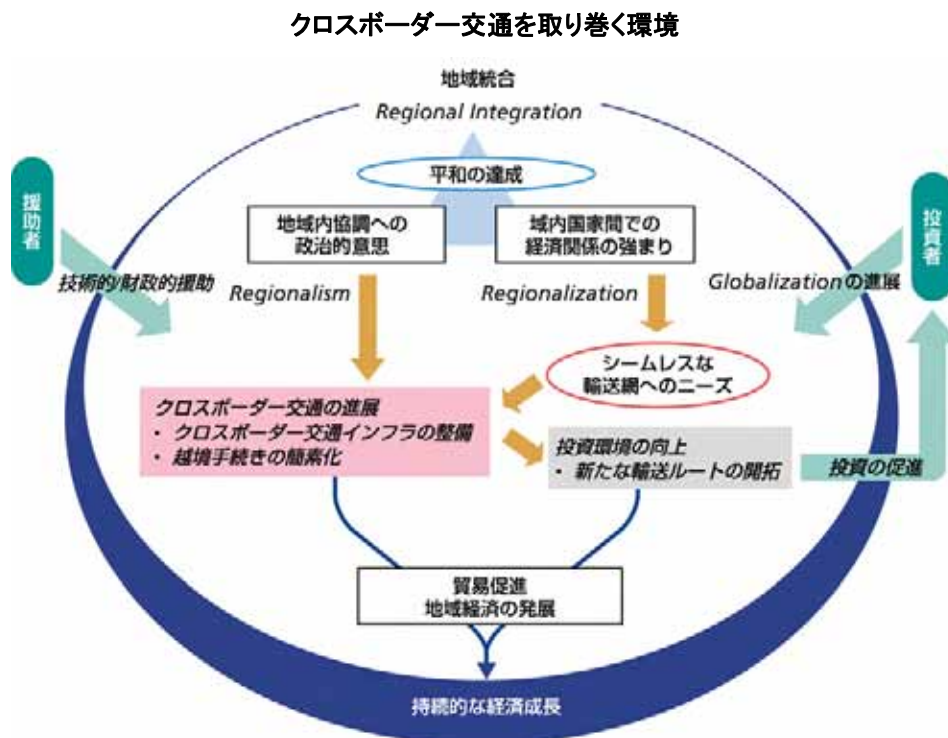 クロスボーダー交通を取り巻く環境
地域統合
Regional Integration
平和の達成
援助者
投資者
地域内協調への
政治的意思
域内国家間での
経済関係の強まり
技術的/財政的援助
Regionalism
Regionalization
Globalizationの進展
シームレスな
輸送網へのニーズ
クロスボーダー交通の進展
・ クロスボーダー交通インフラの整備
・ 越境手続きの簡素化
投資環境の向上
・ 新たな輸送ルートの開拓
投資の促進
貿易促進
地域経済の発展
持続的な経済成長